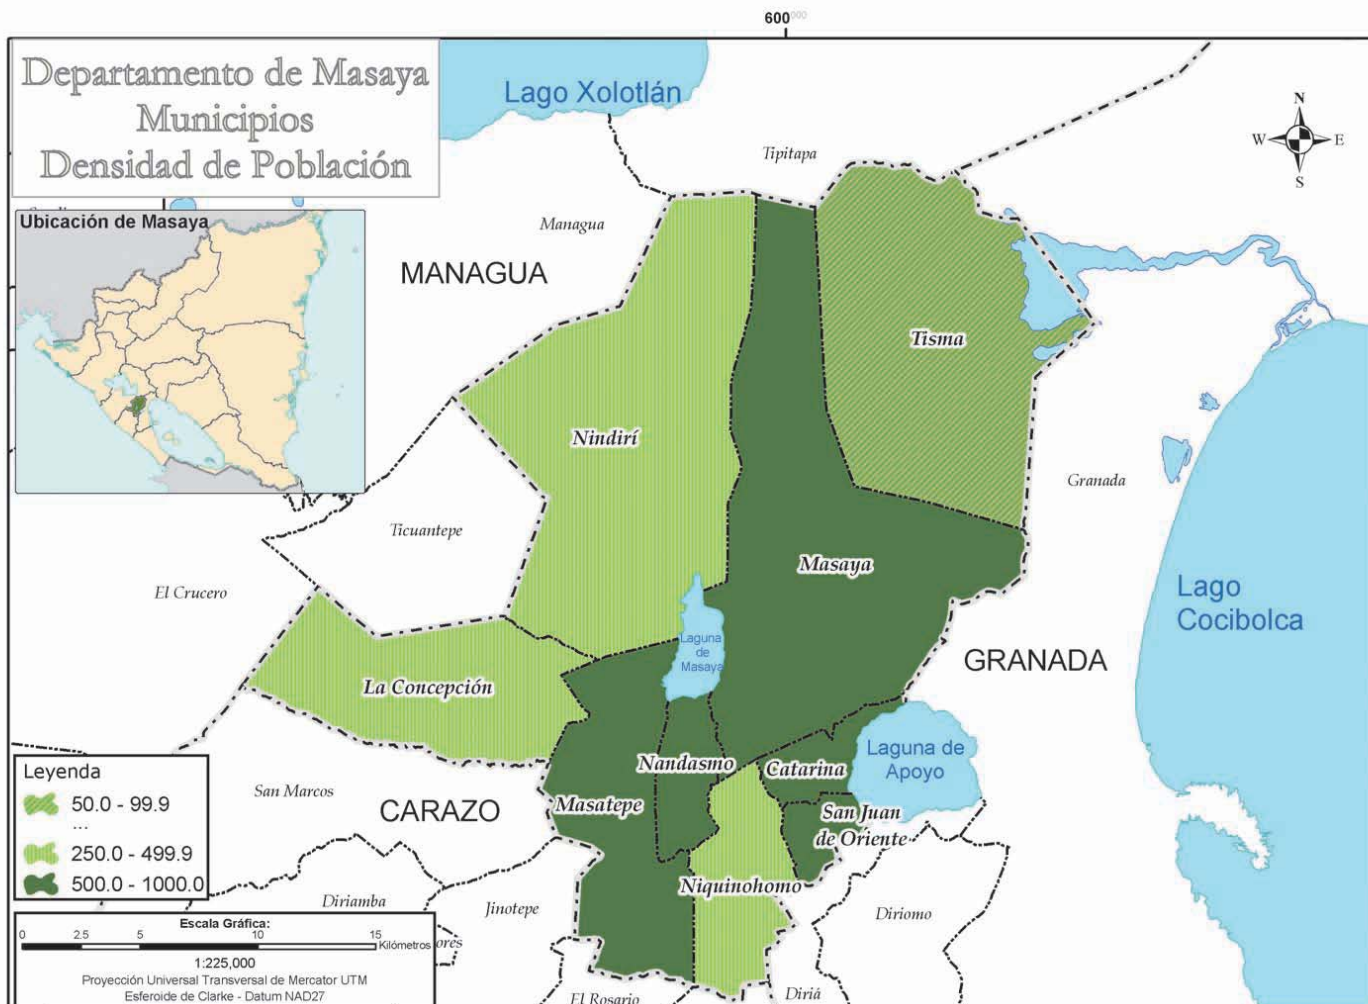 600000
Departamento de Masaya
Municipios
Densidad de Población
Lago Xolotlán
Tipitapa
N
W E
S
Ubicación de Masaya
Managua
MANAGUA
Tisma
Nindirí
Granada
Ticuantepe
Masaya
El Crucero
Lago
Cocibolca
Laguna
de
Masaya
GRANADA
La Concepción
Leyenda
50.0 - 99.9
...
250.0 - 499.9
500.0 - 1000.0
Nandasmo
Catarina
Laguna de
Apoyo
San Marcos
CARAZO
Masatepe
San Juan
de Oriente
Niquinohomo
Diriamba
Jinotepe
Diriomo
Escala Gráfica:
0 2.5 5 10 15
Kilómetros
1:225,000
Proyección Universal Transversal de Mercator UTM
Esferoide de Clarke - Datum NAD27
El Rosario
Diriá